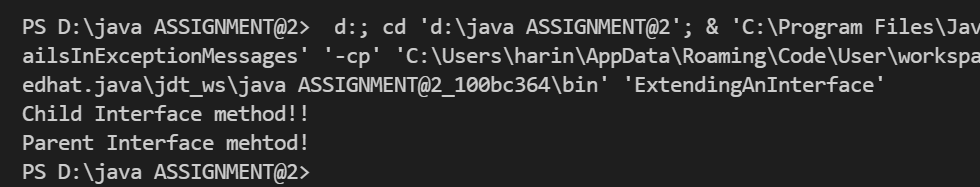 PS D:\java ASSIGNMENT@2>  d:; cd 'd:\java ASSIGNMENT@2'; & 'C:\Program Files\Jav
ailsInExceptionMessages' '-cp' 'C:\Users\harin\AppData\Roaming\Code\User\workspa
edhat.java\jdt_ws\java ASSIGNMENT@2_100bc364\bin' 'ExtendingAnInterface'
Child Interface method!!
Parent Interface mehtod!
PS D:\java ASSIGNMENT@2>